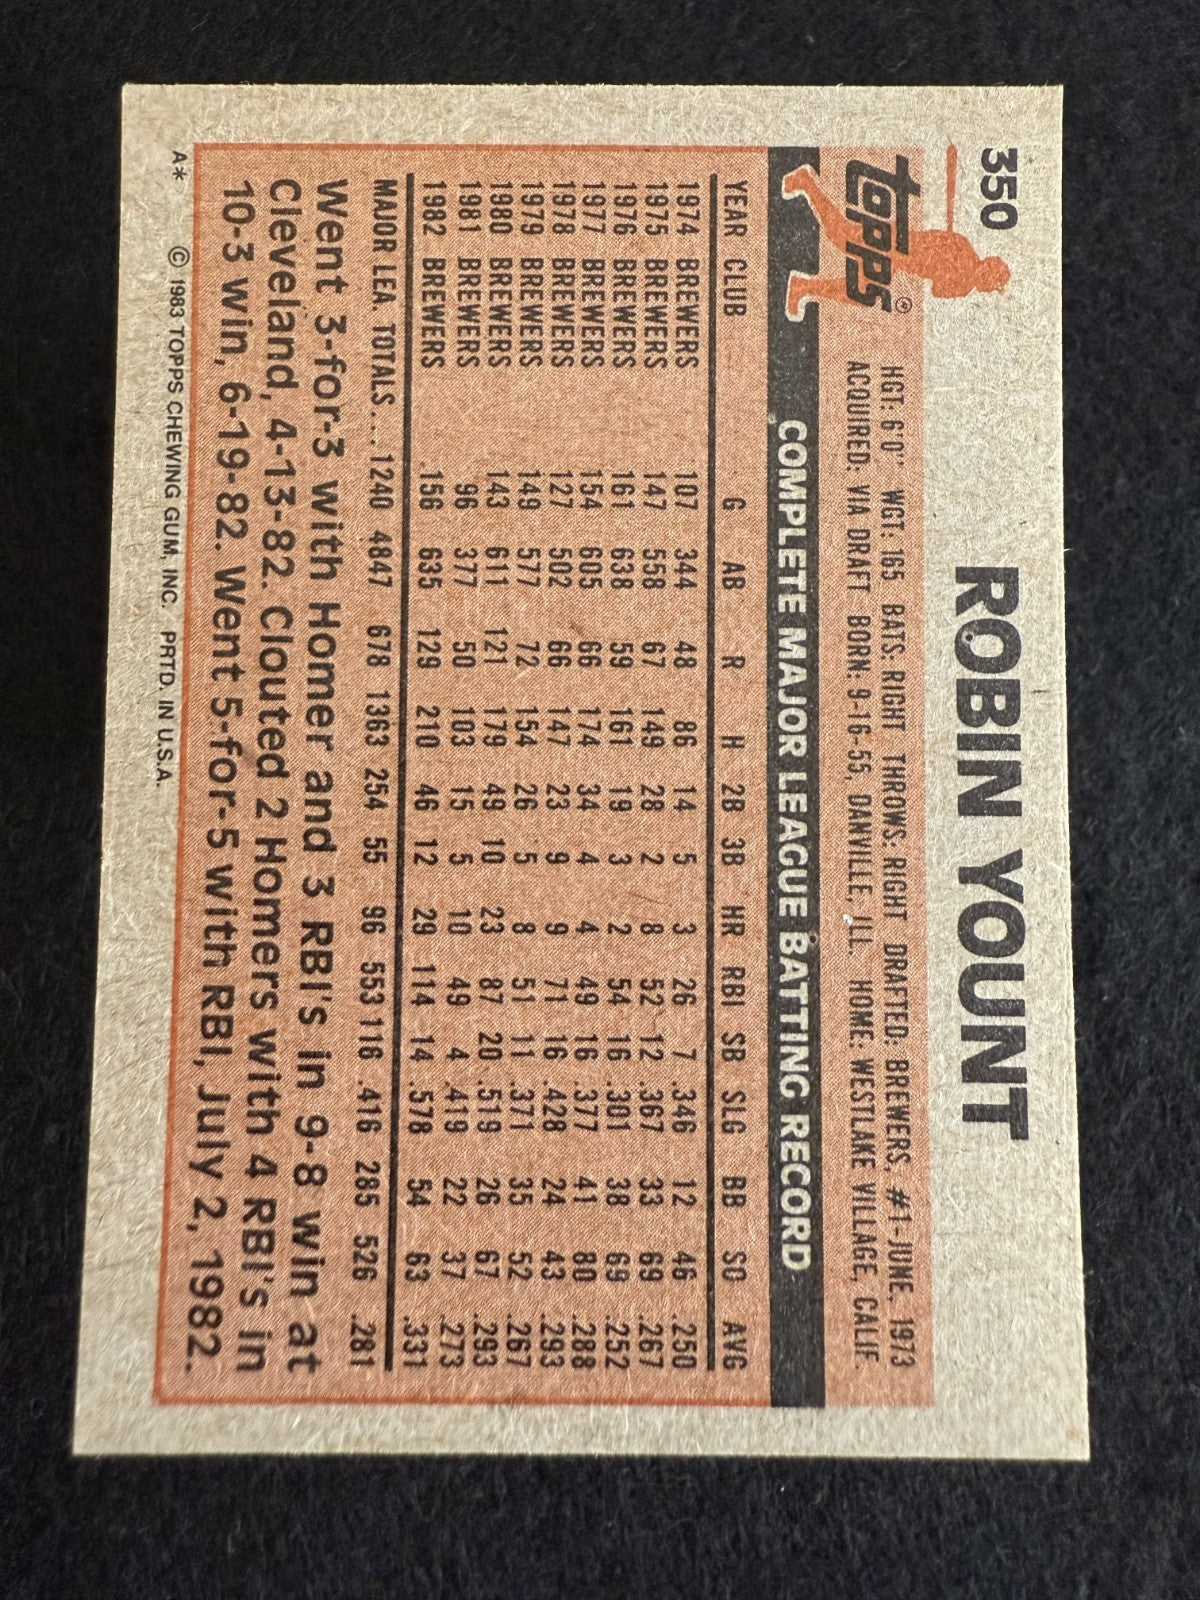 350
ROBIN YOUNT
Topps®
HGT: 6'0" WGT: 165 BATS: RIGHT THROWS: RIGHT DRAFTED: BREWERS, #1-JUNE, 1973
ACQUIRED: VIA DRAFT BORN: 9-16-55, DANVILLE, ILL. HOME: WESTLAKE VILLAGE, CALIF.
COMPLETE MAJOR LEAGUE BATTING RECORD
YEAR CLUB G AB R H 2B 3B HR RBI SB SLG BB SO AVG
1974 BREWERS 107 344 48 86 14 5 3 26 7 .346 12 46 .250
1975 BREWERS 147 558 67 149 28 2 8 52 12 .367 33 69 .267
1976 BREWERS 161 638 59 161 19 3 2 54 16 .301 38 69 .252
1977 BREWERS 154 605 66 174 34 4 4 49 16 .377 41 80 .288
1978 BREWERS 127 502 66 147 23 9 9 71 16 .428 24 43 .293
1979 BREWERS 149 577 72 154 26 5 8 51 11 .371 35 52 .267
1980 BREWERS 143 611 121 179 49 10 23 87 20 .519 26 67 .293
1981 BREWERS 96 377 50 103 15 5 10 49 4 .419 22 37 .273
1982 BREWERS .156 635 129 210 46 12 29 114 14 .578 54 63 .331
MAJOR LEA. TOTALS...1240 4847 678 1363 254 55 96 553 116 .416 285 526 .281
Went 3-for-3 with Homer and 3 RBI's in 9-8 win at
Cleveland, 4-13-82. Clouted 2 Homers with 4 RBI's in
10-3 win, 6-19-82. Went 5-for-5 with RBI, July 2, 1982.
A* © 1983 TOPPS CHEWING GUM, INC. PRTD. IN U.S.A.